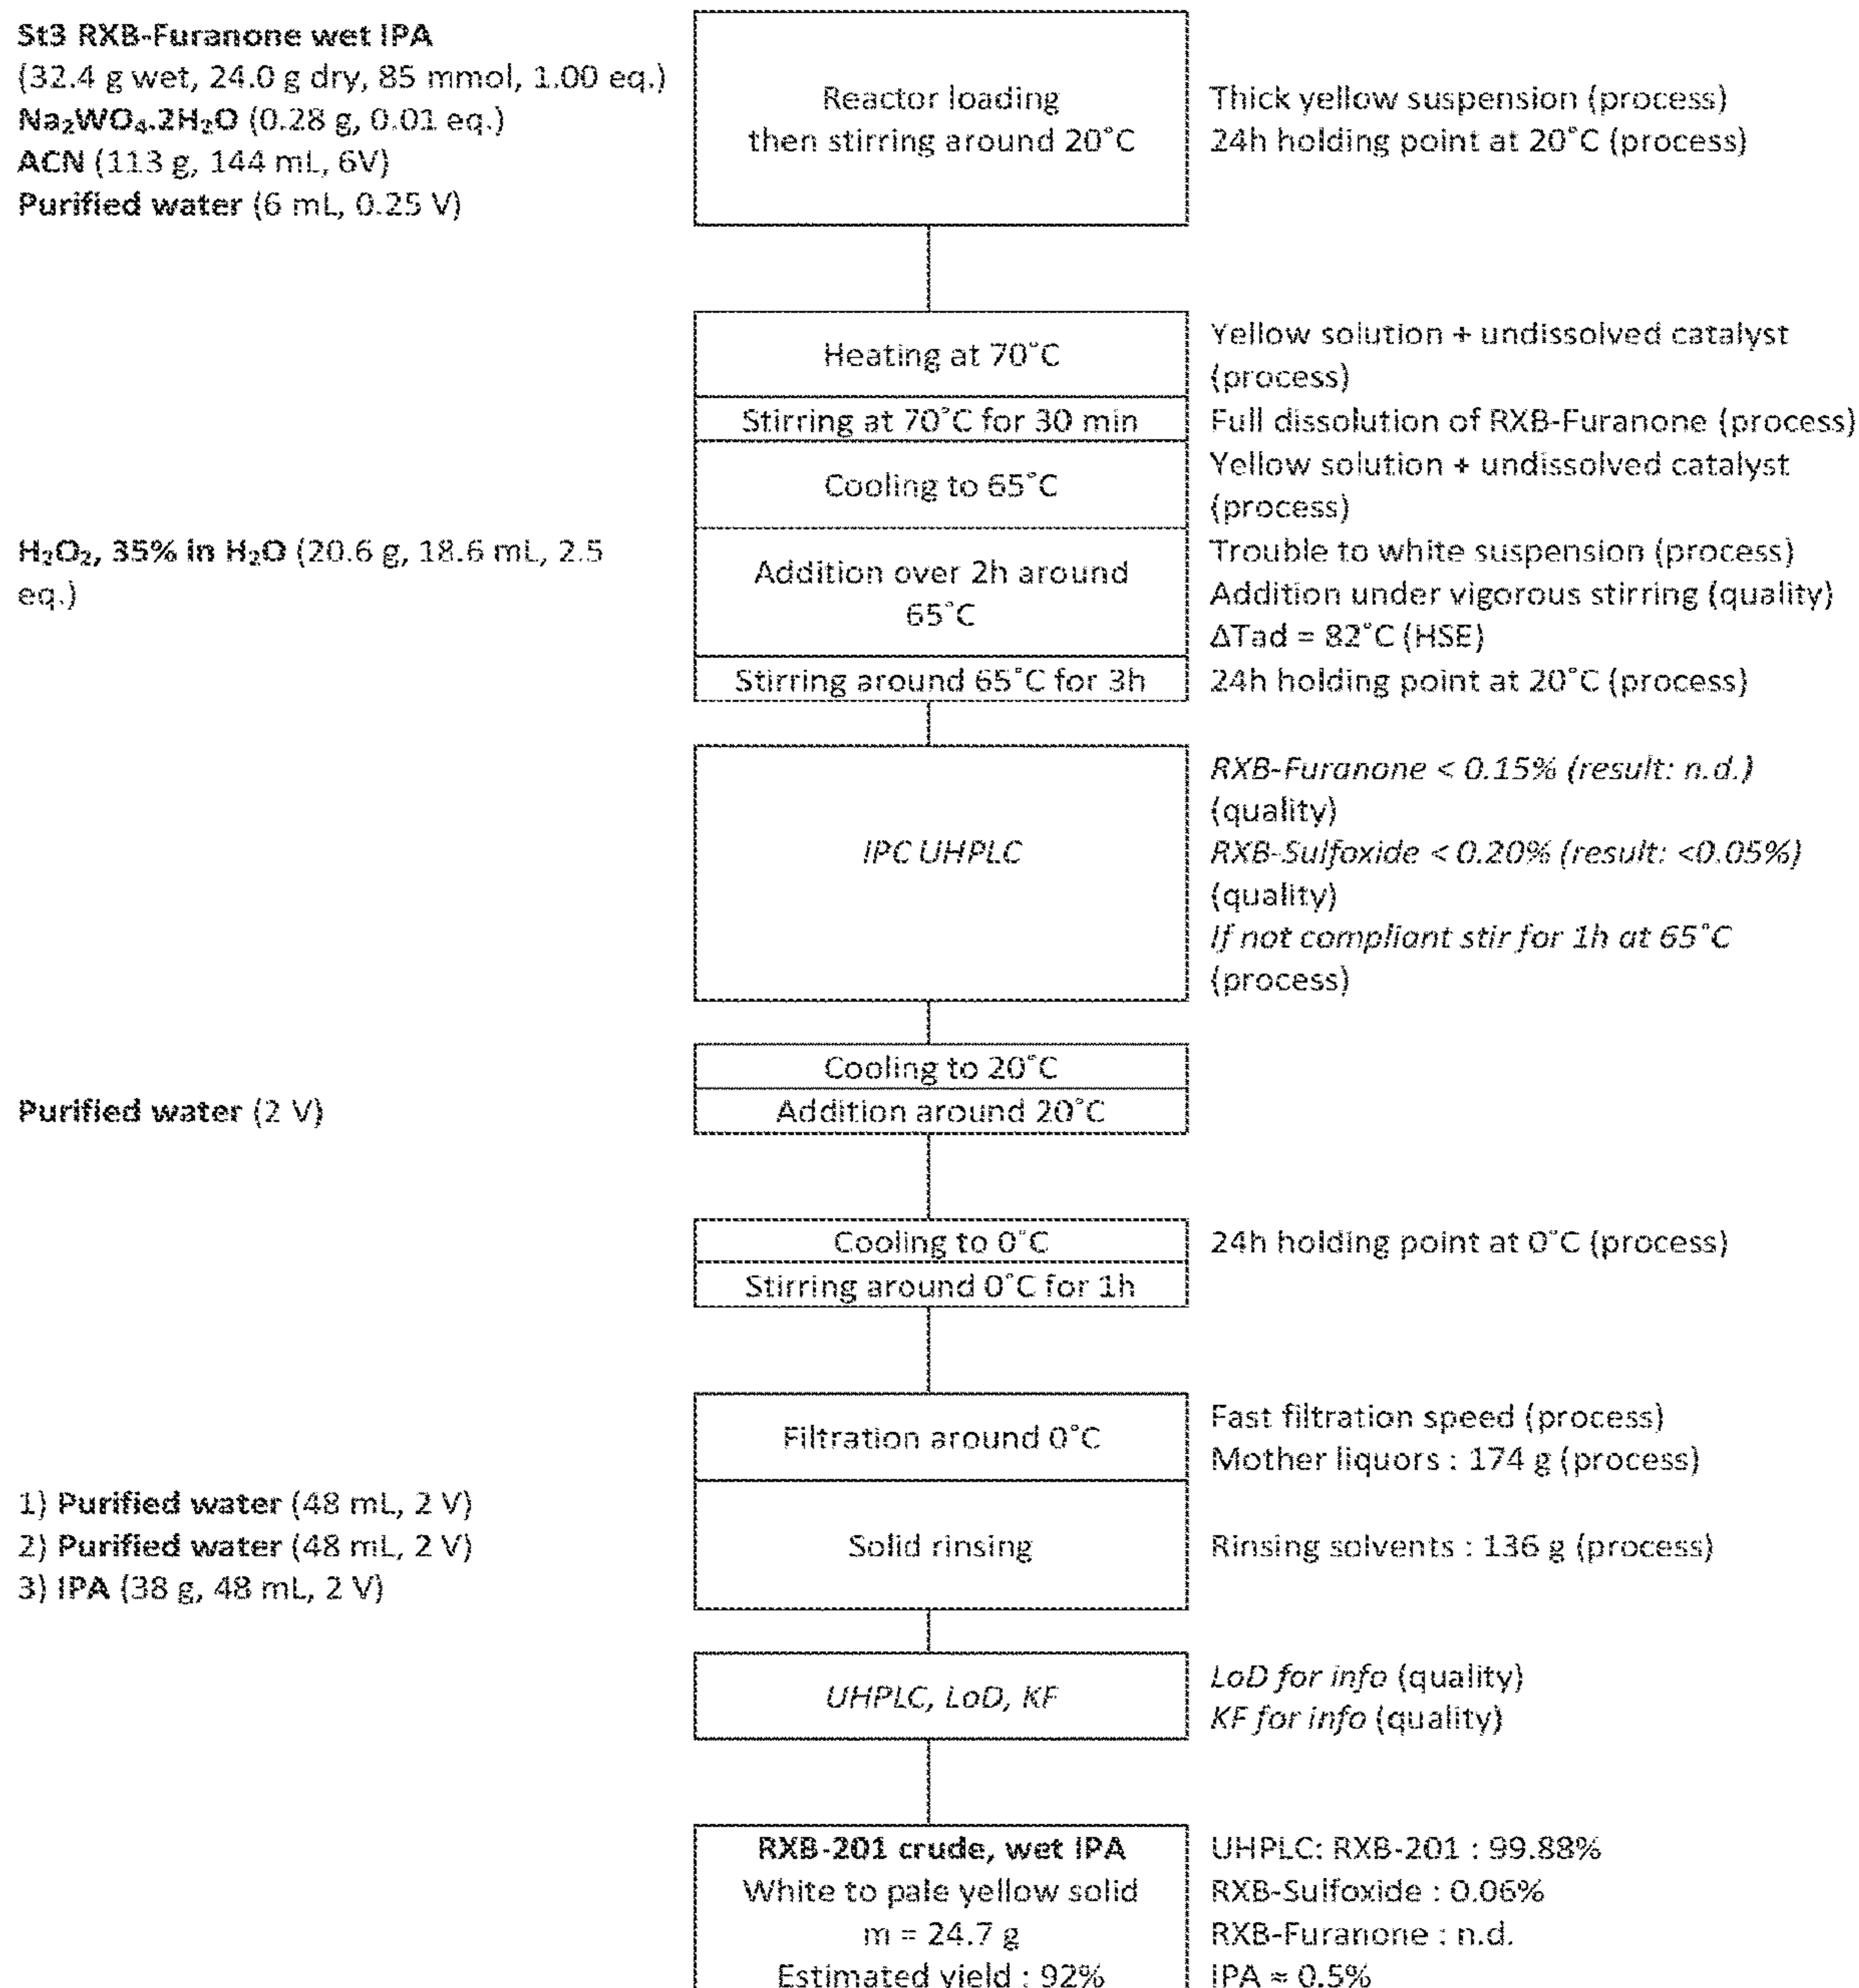 St3 RXB-Furanone wet IPA
(32.4 g wet, 24.0 g dry, 85 mmol, 1.00 eq.)
Na₂WO₄.2H₂O (0.28 g, 0.01 eq.)
ACN (113 g, 144 mL, 6V)
Purified water (6 mL, 0.25 V)
Reactor loading
then stirring around 20°C
Thick yellow suspension (process)
24h holding point at 20°C (process)
Heating at 70°C
Yellow solution + undissolved catalyst
(process)
Stirring at 70°C for 30 min
Full dissolution of RXB-Furanone (process)
Cooling to 65°C
Yellow solution + undissolved catalyst
(process)
H₂O₂, 35% in H₂O (20.6 g, 18.6 mL, 2.5
eq.)
Addition over 2h around
65°C
Trouble to white suspension (process)
Addition under vigorous stirring (quality)
ΔTad = 82°C (HSE)
Stirring around 65°C for 3h
24h holding point at 20°C (process)
IPC UHPLC
RXB-Furanone < 0.15% (result: n.d.)
(quality)
RXB-Sulfoxide < 0.20% (result: <0.05%)
(quality)
If not compliant stir for 1h at 65°C
(process)
Cooling to 20°C
Purified water (2 V)
Addition around 20°C
Cooling to 0°C
24h holding point at 0°C (process)
Stirring around 0°C for 1h
Filtration around 0°C
Fast filtration speed (process)
Mother liquors : 174 g (process)
1) Purified water (48 mL, 2 V)
2) Purified water (48 mL, 2 V)
3) IPA (38 g, 48 mL, 2 V)
Solid rinsing
Rinsing solvents : 136 g (process)
UHPLC, LoD, KF
LoD for info (quality)
KF for info (quality)
RXB-201 crude, wet IPA
White to pale yellow solid
m = 24.7 g
Estimated yield : 92%
UHPLC: RXB-201 : 99.88%
RXB-Sulfoxide : 0.06%
RXB-Furanone : n.d.
IPA ≈ 0.5%